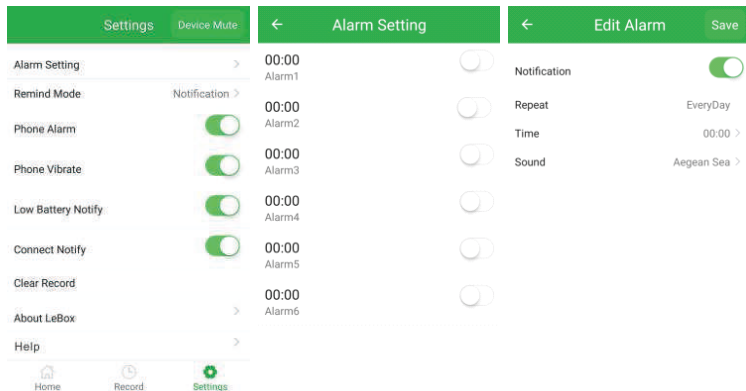 Settings
Device Mute
Alarm Setting
Remind Mode
Notification
Phone Alarm
Phone Vibrate
Low Battery Notify
Connect Notify
Clear Record
About LeBox
Help
Home
Record
Settings
Alarm Setting
00:00
Alarm1
00:00
Alarm2
00:00
Alarm3
00:00
Alarm4
00:00
Alarm5
00:00
Alarm6
Edit Alarm
Save
Notification
Repeat
EveryDay
Time
00:00
Sound
Aegean Sea